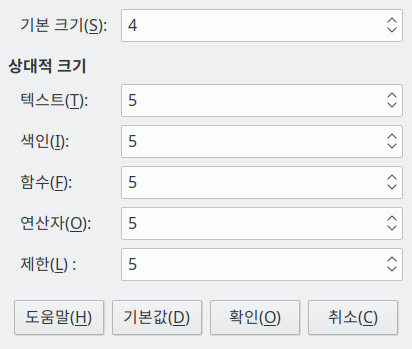 기본 크기(S): 4
상대적 크기
텍스트(T): 5
색인(I): 5
함수(F): 5
연산자(O): 5
제한(L) : 5
도움말(H) 기본값(D) 확인(O) 취소(C)